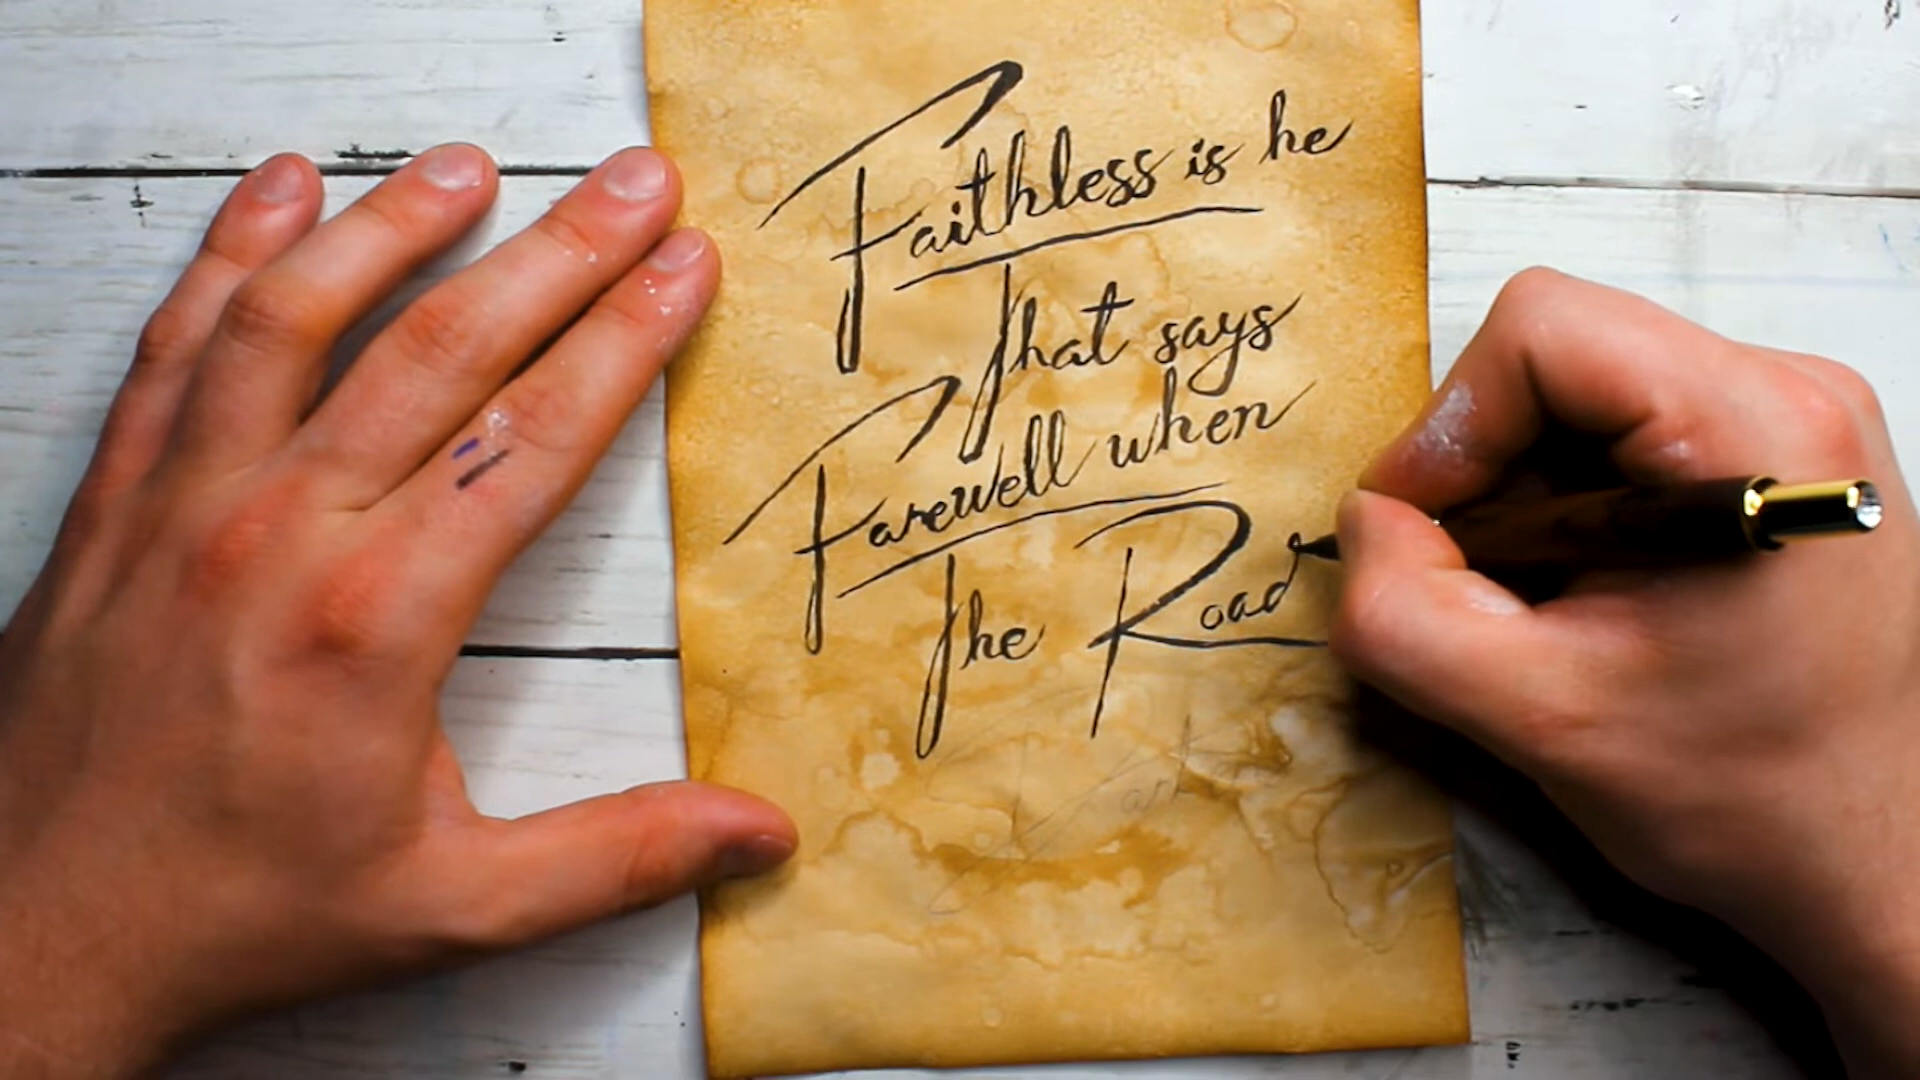 Faithless is he
That says
Farewell when
The Road